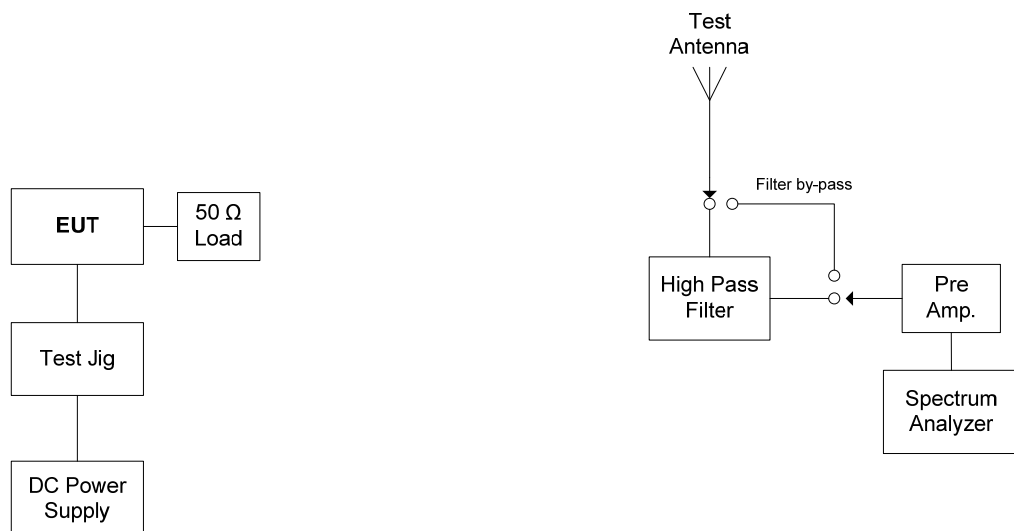 Test
Antenna
Filter by-pass
EUT
50 Ω
Load
High Pass
Filter
Pre
Amp.
Test Jig
Spectrum
Analyzer
DC Power
Supply